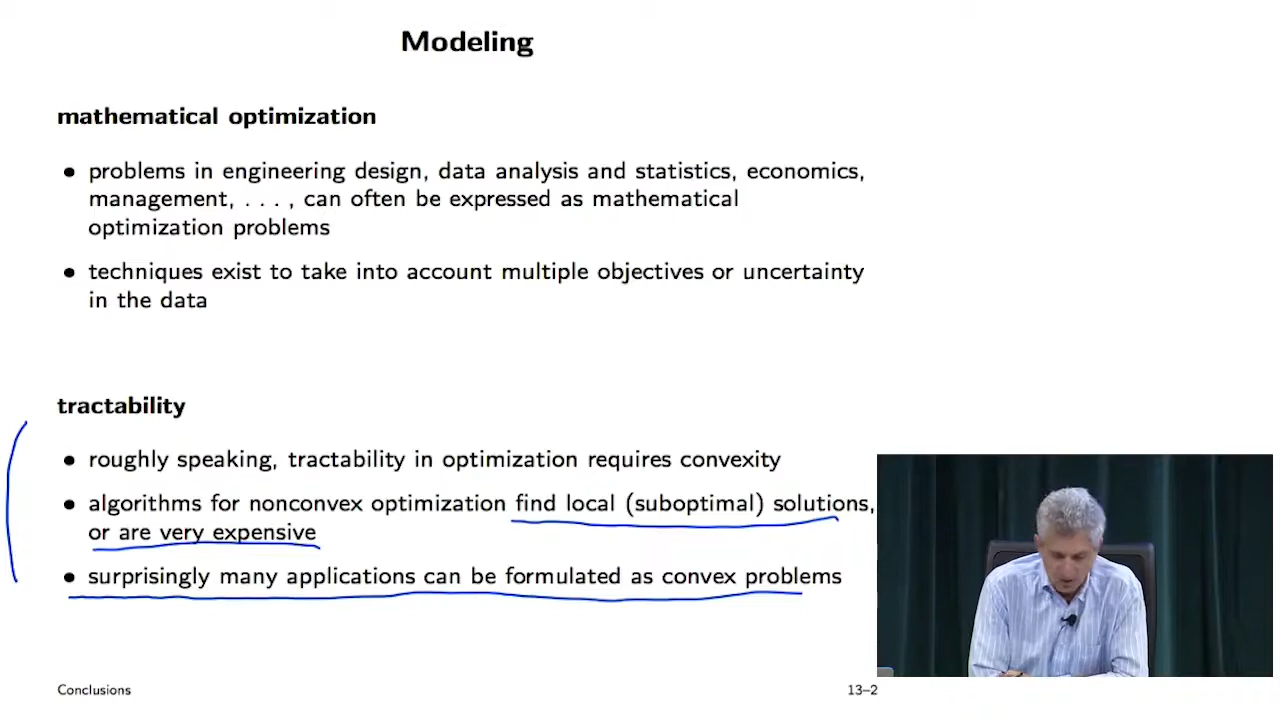 Modeling
mathematical optimization
• problems in engineering design, data analysis and statistics, economics,
management, . . . , can often be expressed as mathematical
optimization problems
• techniques exist to take into account multiple objectives or uncertainty
in the data
tractability
• roughly speaking, tractability in optimization requires convexity
• algorithms for nonconvex optimization find local (suboptimal) solutions,
or are very expensive
• surprisingly many applications can be formulated as convex problems
Conclusions
13–2